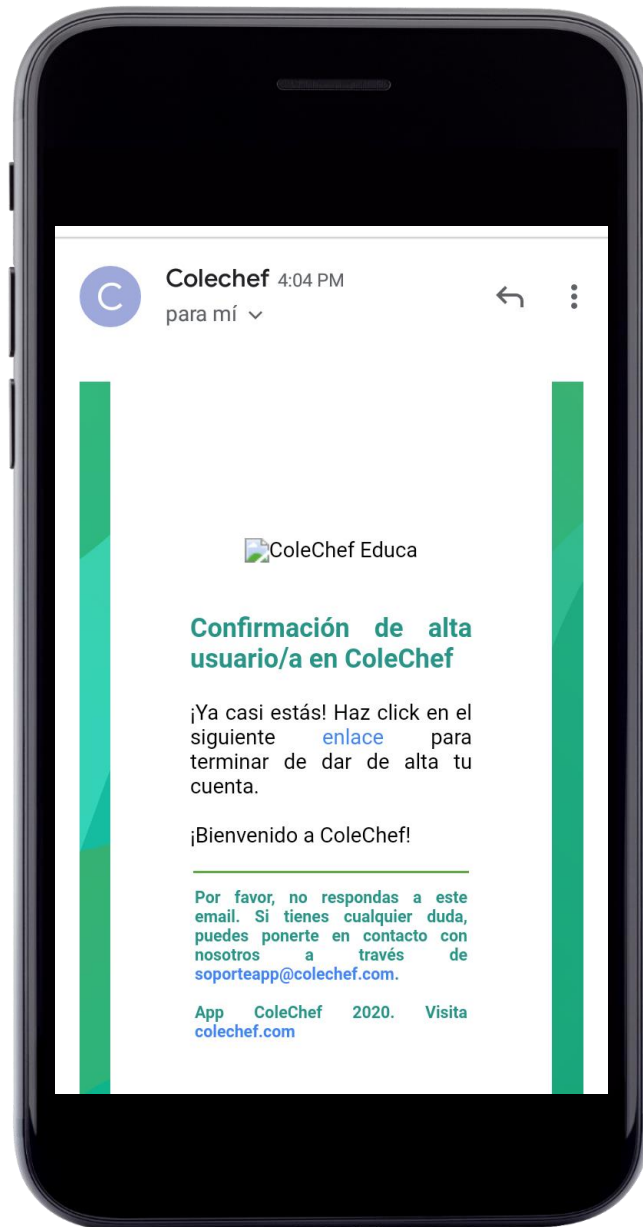 C
Colechef 4:04 PM
para mí
ColeChef Educa
Confirmación de alta
usuario/a en ColeChef
¡Ya casi estás! Haz click en el
siguiente enlace para
terminar de dar de alta tu
cuenta.
¡Bienvenido a ColeChef!
Por favor, no respondas a este
email. Si tienes cualquier duda,
puedes ponerte en contacto con
nosotros a través de
soporteapp@colechef.com.
App ColeChef 2020. Visita
colechef.com